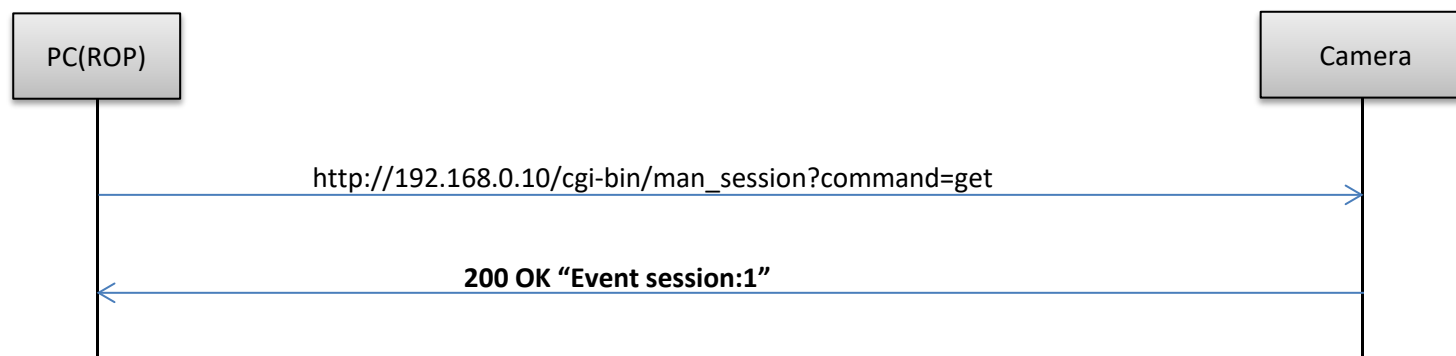 PC(ROP)
Camera
http://192.168.0.10/cgi-bin/man_session?command=get
200 OK “Event session:1”